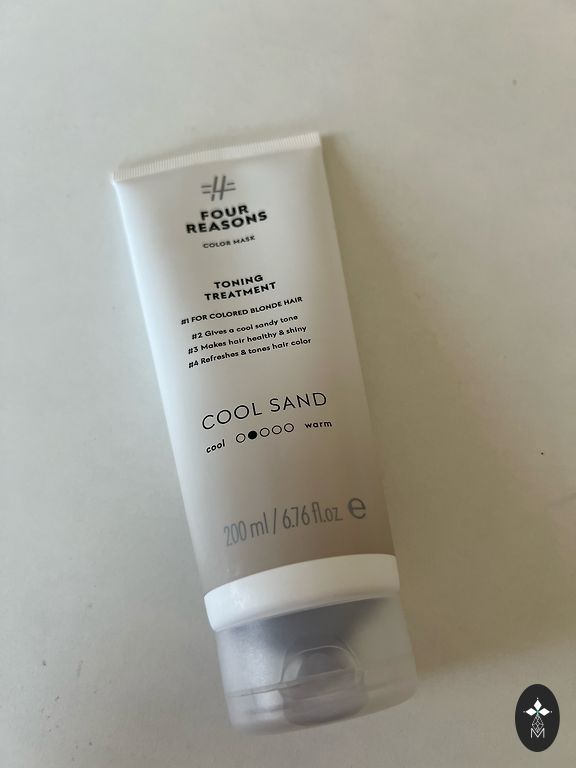 FOUR
REASONS
COLOR MASK
TONING
TREATMENT
#1 FOR COLORED BLONDE HAIR
#2 Gives a cool sandy tone
#3 Makes hair healthy & shiny
#4 Refreshes & tones hair color
COOL SAND
cool warm
200 ml / 6.76 fl.oz. e
M